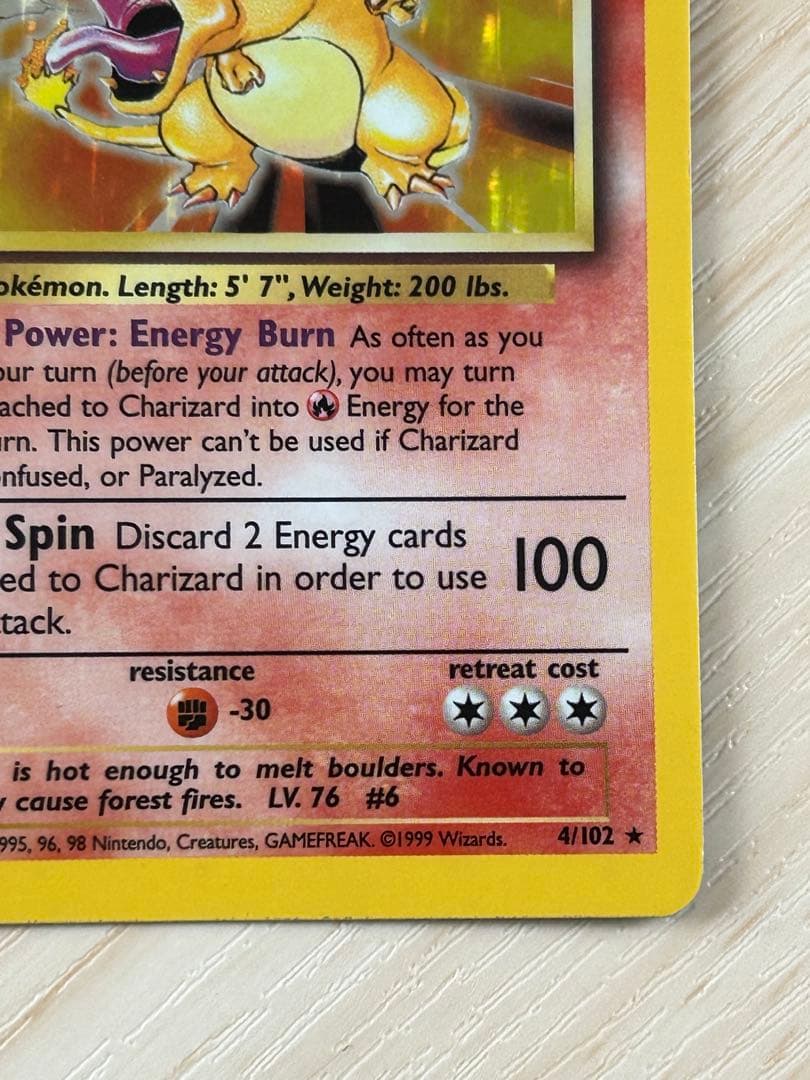 okémon. Length: 5' 7", Weight: 200 lbs.
Power: Energy Burn As often as you
our turn (before your attack), you may turn
ached to Charizard into Energy for the
urn. This power can't be used if Charizard
nfused, or Paralyzed.
Spin Discard 2 Energy cards
ed to Charizard in order to use 100
tack.
resistance retreat cost
-30
is hot enough to melt boulders. Known to
y cause forest fires. LV. 76 #6
995, 96, 98 Nintendo, Creatures, GAMEFREAK. ©1999 Wizards. 4/102 ★